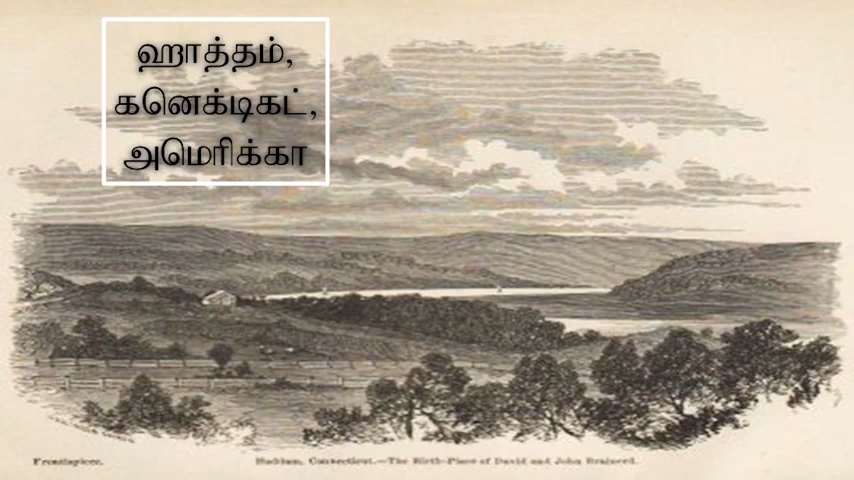 ஹாத்தம்,
கனெக்டிகட்,
அமெரிக்கா
Frontispiece.
Haddam, Connecticut.—The Birth-Place of David and John Brainerd.